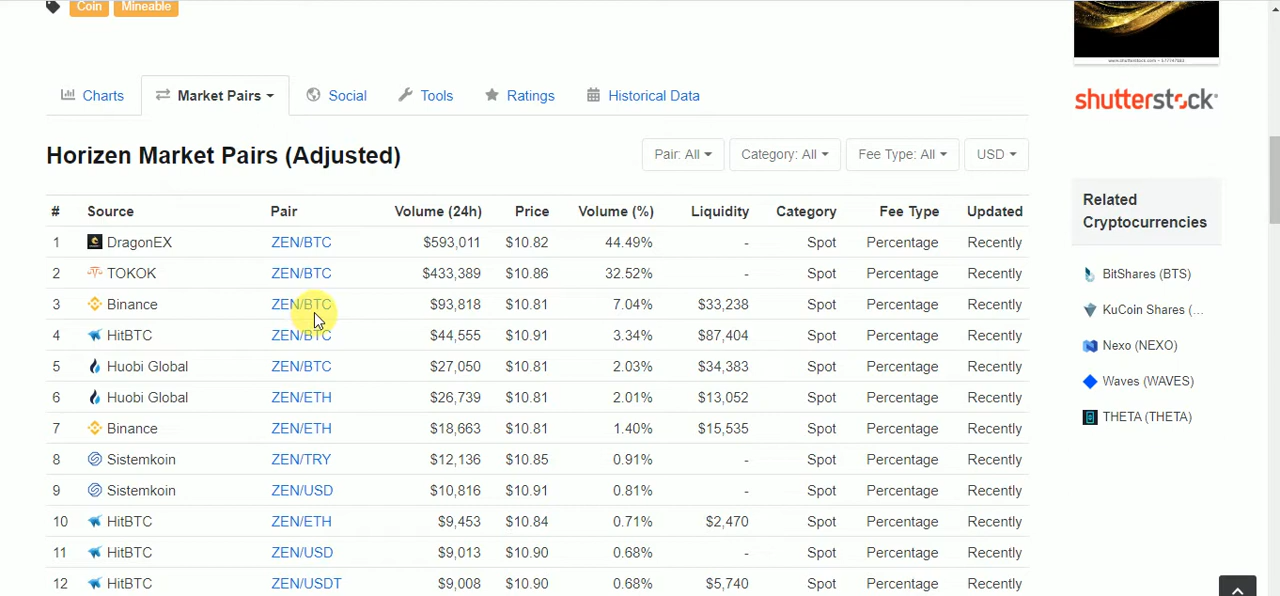 Coin Mineable
Charts Market Pairs Social Tools Ratings Historical Data
shutterstock
Horizen Market Pairs (Adjusted) Pair: All Category: All Fee Type: All USD
# Source Pair Volume (24h) Price Volume (%) Liquidity Category Fee Type Updated
1 DragonEX ZEN/BTC $593,011 $10.82 44.49% - Spot Percentage Recently
2 TOKOK ZEN/BTC $433,389 $10.86 32.52% - Spot Percentage Recently
3 Binance ZEN/BTC $93,818 $10.81 7.04% $33,238 Spot Percentage Recently
4 HitBTC ZEN/BTC $44,555 $10.91 3.34% $87,404 Spot Percentage Recently
5 Huobi Global ZEN/BTC $27,050 $10.81 2.03% $34,383 Spot Percentage Recently
6 Huobi Global ZEN/ETH $26,739 $10.81 2.01% $13,052 Spot Percentage Recently
7 Binance ZEN/ETH $18,663 $10.81 1.40% $15,535 Spot Percentage Recently
8 Sistemkoin ZEN/TRY $12,136 $10.85 0.91% - Spot Percentage Recently
9 Sistemkoin ZEN/USD $10,816 $10.91 0.81% - Spot Percentage Recently
10 HitBTC ZEN/ETH $9,453 $10.84 0.71% $2,470 Spot Percentage Recently
11 HitBTC ZEN/USD $9,013 $10.90 0.68% - Spot Percentage Recently
12 HitBTC ZEN/USDT $9,008 $10.90 0.68% $5,740 Spot Percentage Recently
Related
Cryptocurrencies
BitShares (BTS)
KuCoin Shares (...
Nexo (NEXO)
Waves (WAVES)
THETA (THETA)